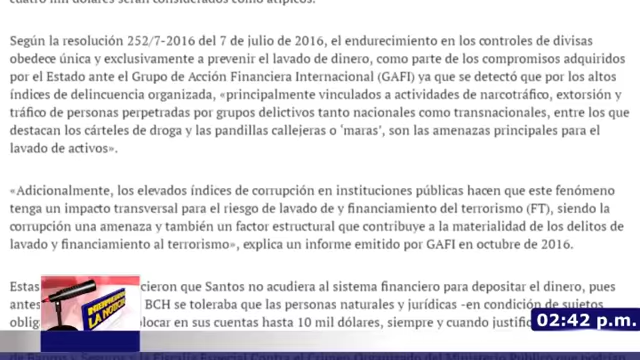 cuatro mil dólares serán considerados como atípicos.
Según la resolución 252/7-2016 del 7 de julio de 2016, el endurecimiento en los controles de divisas
obedece única y exclusivamente a prevenir el lavado de dinero, como parte de los compromisos adquiridos
por el Estado ante el Grupo de Acción Financiera Internacional (GAFI) ya que se detectó que por los altos
índices de delincuencia organizada, «principalmente vinculados a actividades de narcotráfico, extorsión y
tráfico de personas perpetradas por grupos delictivos tanto nacionales como transnacionales, entre los que
destacan los cárteles de droga y las pandillas callejeras o ‘maras’, son las amenazas principales para el
lavado de activos».
«Adicionalmente, los elevados índices de corrupción en instituciones públicas hacen que este fenómeno
tenga un impacto transversal para el riesgo de lavado de y financiamiento del terrorismo (FT), siendo la
corrupción una amenaza y también un factor estructural que contribuye a la materialidad de los delitos de
lavado y financiamiento al terrorismo», explica un informe emitido por GAFI en octubre de 2016.
Estas cieron que Santos no acudiera al sistema financiero para depositar el dinero, pues
antes BCH se toleraba que las personas naturales y jurídicas -en condición de sujetos
oblig olocar en sus cuentas hasta 10 mil dólares, siempre y cuando justifi
LA NOTICIA
02:42 p.m.